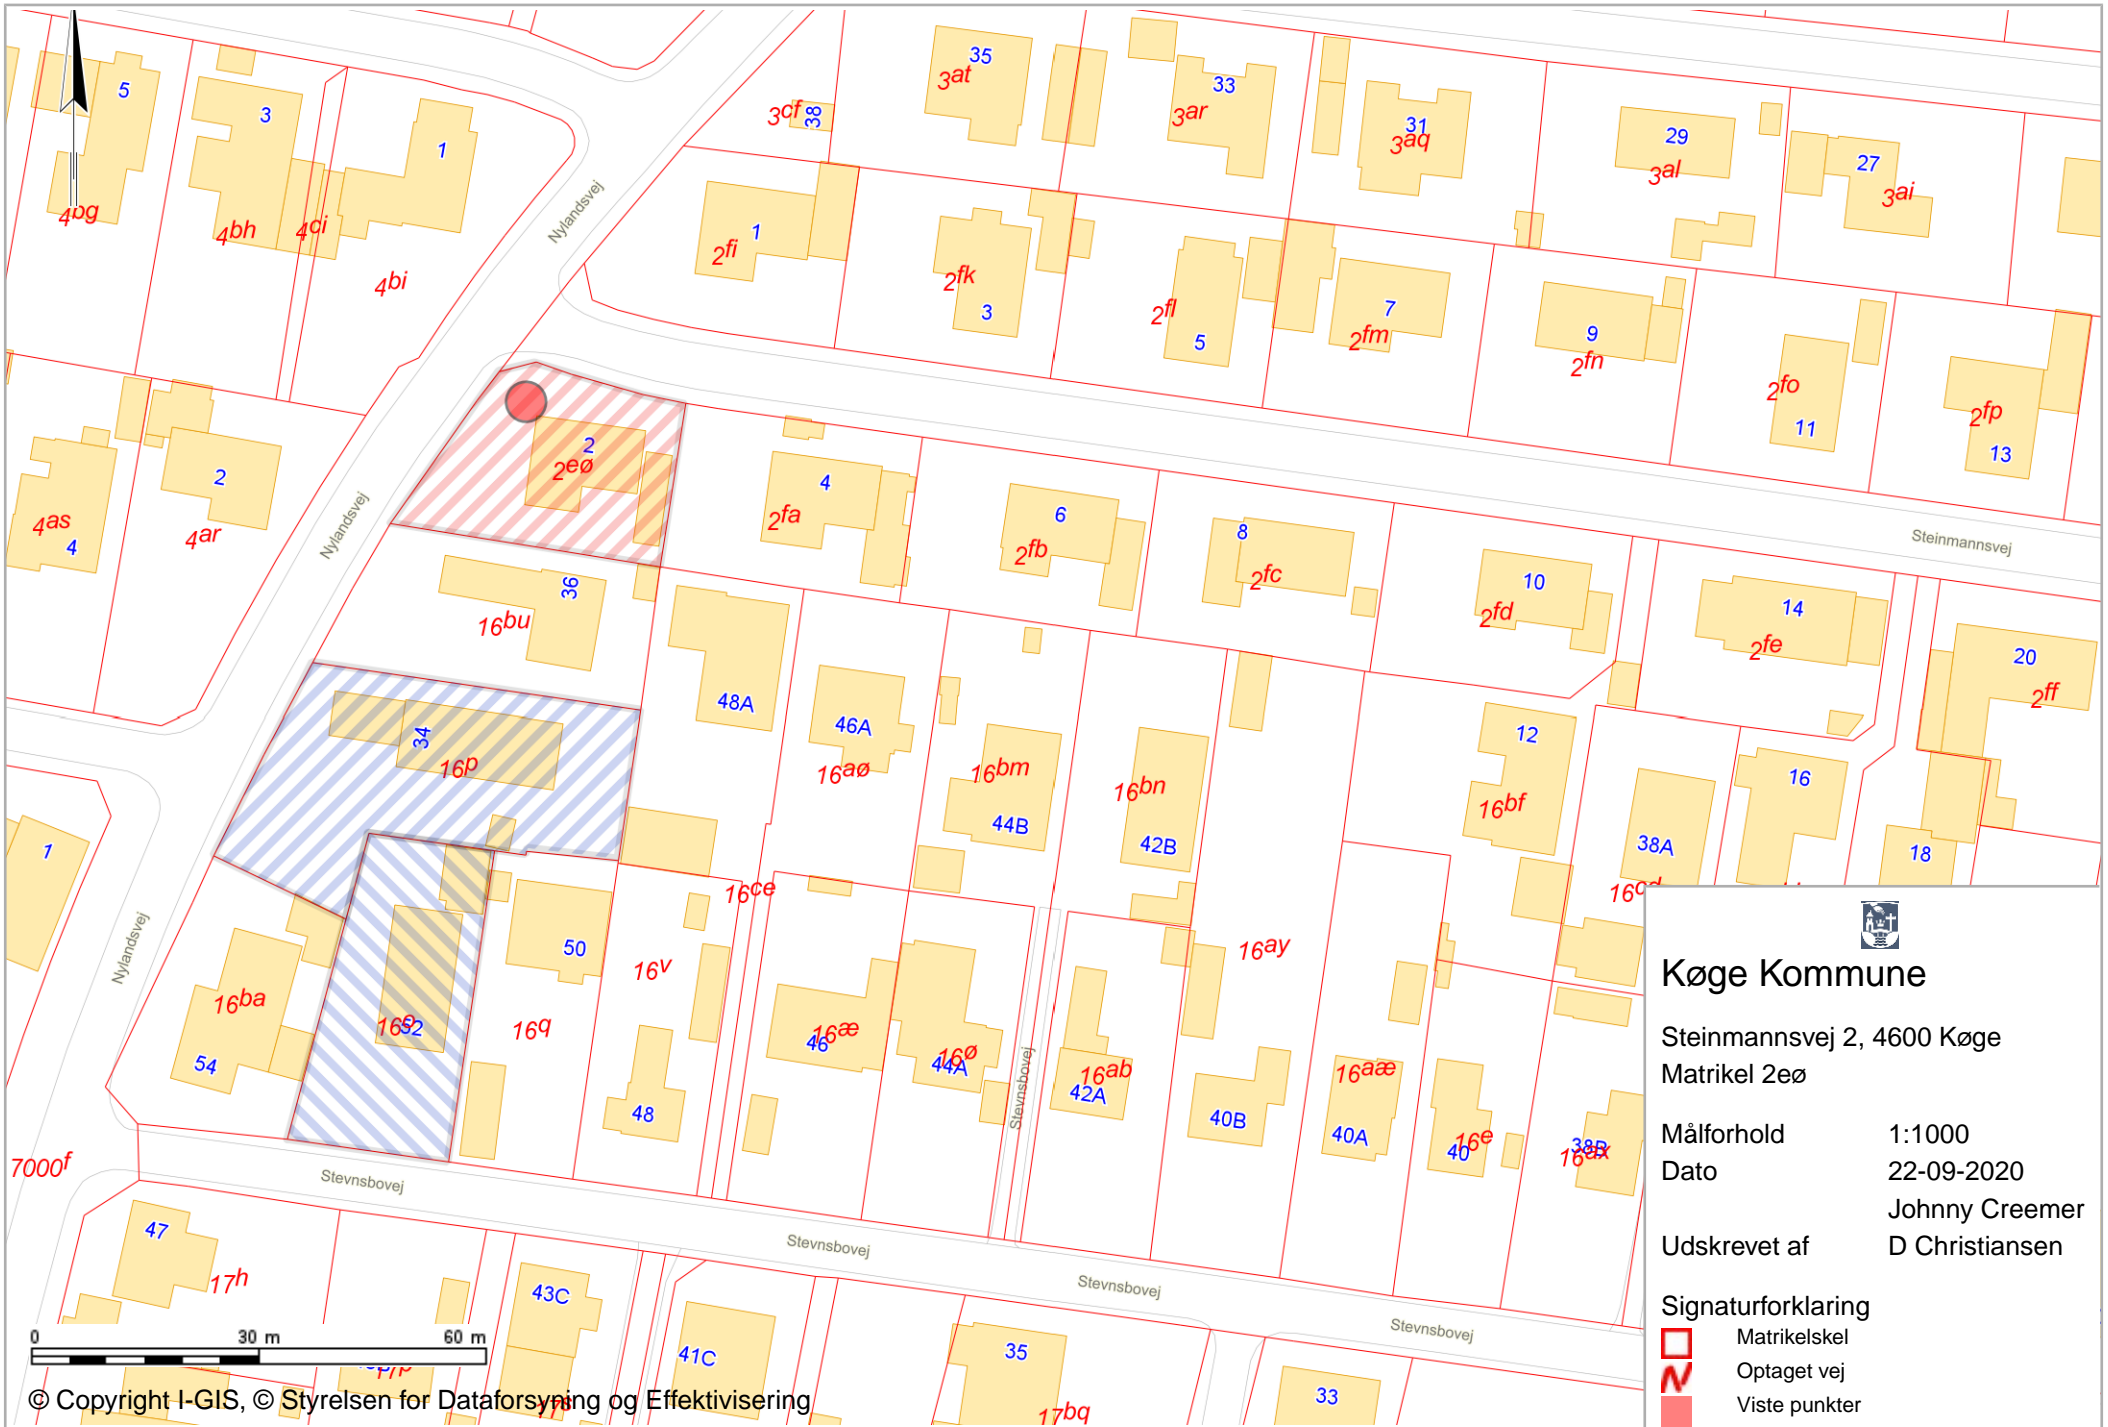 35
3at
5
3
33
3cf
38
3ar
31
3aq
29
3al
27
3ai
1
Nylandsvej
4bg
4bh
4ci
4bi
1
2fi
2fk
3
2fl
5
7
2fm
9
2fn
2fo
11
2fp
13
2
2eø
2
4as
4
4ar
Nylandsvej
4
2fa
6
2fb
8
2fc
10
2fd
14
2fe
Steinmannsvej
20
2ff
36
16bu
48A
46A
16aø
16bm
44B
16bn
42B
12
16bf
38A
16
18
34
16p
1
Nylandsvej
16ce
16ba
54
52
50
16q
16v
48
16æ
46
16ø
44A
Stevnsbovej
16ab
42A
16ay
40B
16aæ
40A
16e
40
38B
16ax
7000f
Stevnsbovej
Stevnsbovej
Stevnsbovej
Stevnsbovej
47
17h
43C
41C
35
17bq
33
0 30 m 60 m
© Copyright I-GIS, © Styrelsen for Dataforsyning og Effektivisering
Køge Kommune
Steinmannsvej 2, 4600 Køge
Matrikel 2eø
Målforhold 1:1000
Dato 22-09-2020
Johnny Creemer
Udskrevet af D Christiansen
Signaturforklaring
Matrikelskel
Optaget vej
Viste punkter